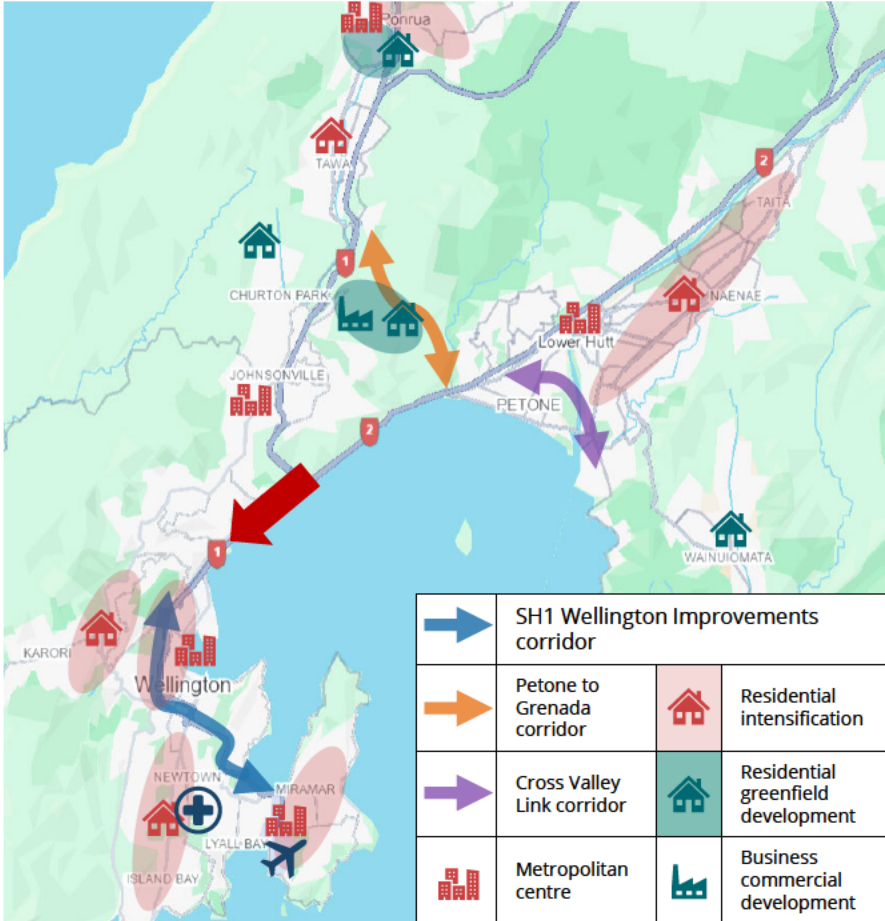 Porirua
TAWA
2
TAITA
1
CHURTON PARK
NAENAE
Lower Hutt
JOHNSONVILLE
PETONE
2
1
WAINUIOMATA
KARORI
Wellington
NEWTOWN
MIRAMAR
LYALL BAY
ISLAND BAY
SH1 Wellington Improvements
corridor
Petone to
Grenada
corridor
Residential
intensification
Cross Valley
Link corridor
Residential
greenfield
development
Metropolitan
centre
Business
commercial
development